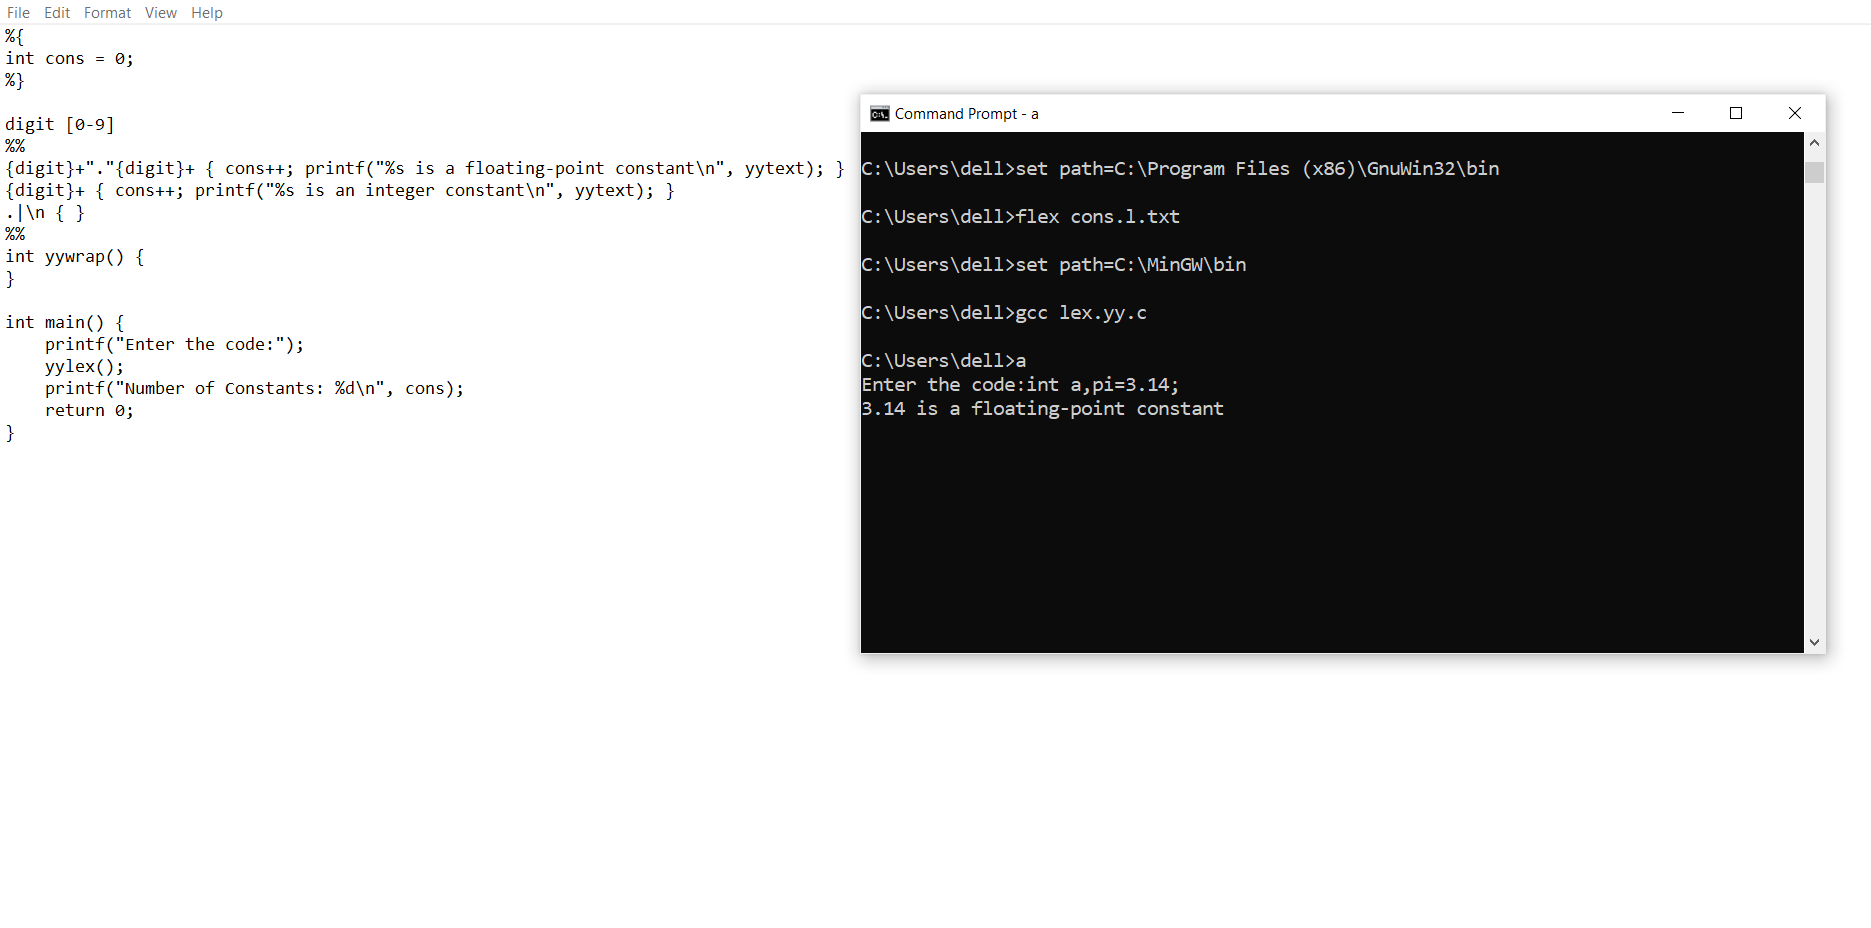 File Edit Format View Help
%{
int cons = 0;
%}
digit [0-9]
%%
{digit}+"."{digit}+ { cons++; printf("%s is a floating-point constant\n", yytext); }
{digit}+ { cons++; printf("%s is an integer constant\n", yytext); }
.|\n { }
%%
int yywrap() {
}
int main() {
    printf("Enter the code:");
    yylex();
    printf("Number of Constants: %d\n", cons);
    return 0;
}
Command Prompt - a
C:\Users\dell>set path=C:\Program Files (x86)\GnuWin32\bin
C:\Users\dell>flex cons.l.txt
C:\Users\dell>set path=C:\MinGW\bin
C:\Users\dell>gcc lex.yy.c
C:\Users\dell>a
Enter the code:int a,pi=3.14;
3.14 is a floating-point constant